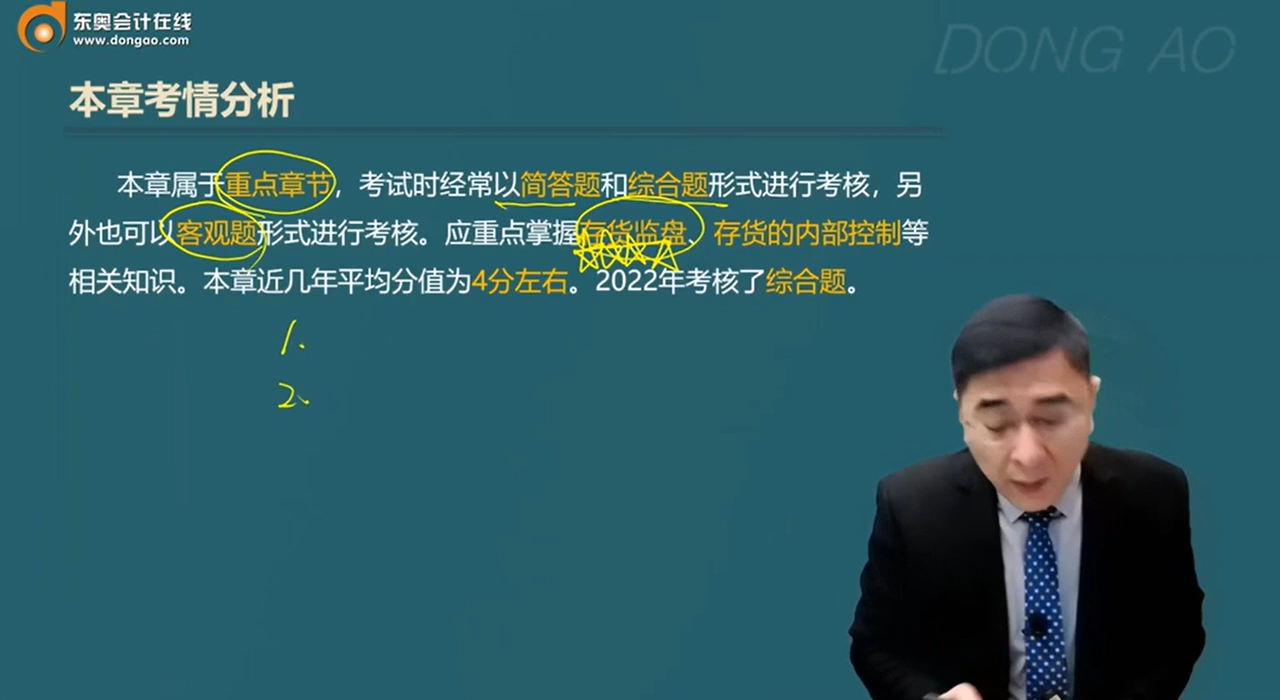 东奥会计在线
www.dongao.com
DONG AO
本章考情分析
本章属于重点章节，考试时经常以简答题和综合题形式进行考核，另
外也可以客观题形式进行考核。应重点掌握存货监盘、存货的内部控制等
相关知识。本章近几年平均分值为4分左右。2022年考核了综合题。
1.
2、